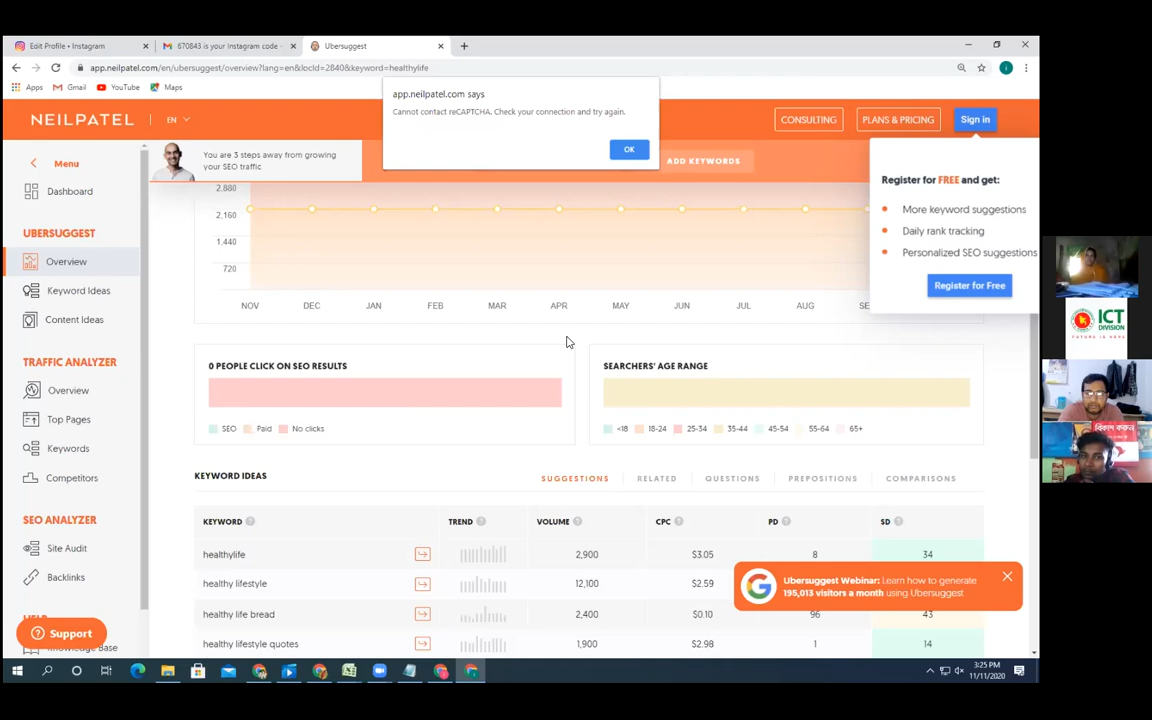 Edit Profile • Instagram
670843 is your Instagram code -
Ubersuggest
app.neilpatel.com/en/ubersuggest/overview?lang=en&locId=2840&keyword=healthylife
Apps
Gmail
YouTube
Maps
app.neilpatel.com says
Cannot contact reCAPTCHA. Check your connection and try again.
OK
NEILPATEL
EN
CONSULTING
PLANS & PRICING
Sign in
Menu
You are 3 steps away from growing
your SEO traffic
ADD KEYWORDS
Register for FREE and get:
More keyword suggestions
Daily rank tracking
Personalized SEO suggestions
Register for Free
Dashboard
UBERSUGGEST
Overview
Keyword Ideas
Content Ideas
TRAFFIC ANALYZER
Overview
Top Pages
Keywords
Competitors
SEO ANALYZER
Site Audit
Backlinks
Support
2,880
2,160
1,440
720
NOV DEC JAN FEB MAR APR MAY JUN JUL AUG SE
0 PEOPLE CLICK ON SEO RESULTS
SEO Paid No clicks
SEARCHERS' AGE RANGE
<18 18-24 25-34 35-44 45-54 55-64 65+
KEYWORD IDEAS
SUGGESTIONS RELATED QUESTIONS PREPOSITIONS COMPARISONS
KEYWORD TREND VOLUME CPC PD SD
healthylife 2,900 $3.05 8 34
healthy lifestyle 12,100 $2.59
healthy life bread 2,400 $0.10 96 43
healthy lifestyle quotes 1,900 $2.98 1 14
Ubersuggest Webinar: Learn how to generate
195,013 visitors a month using Ubersuggest
ICT
DIVISION
FUTURE IS HERE
বিকাশ করুন
3:25 PM
11/11/2020